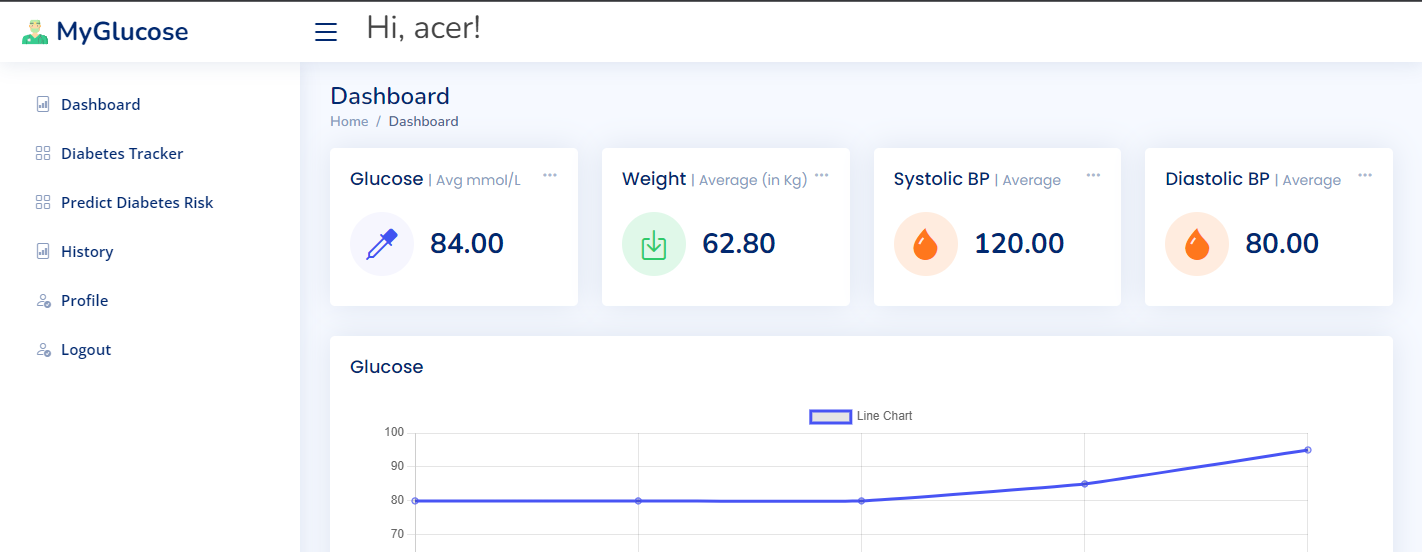 MyGlucose
Hi, acer!
Dashboard
Diabetes Tracker
Predict Diabetes Risk
History
Profile
Logout
Dashboard
Home / Dashboard
Glucose | Avg mmol/L
84.00
Weight | Average (in Kg)
62.80
Systolic BP | Average
120.00
Diastolic BP | Average
80.00
Glucose
Line Chart
100
90
80
70